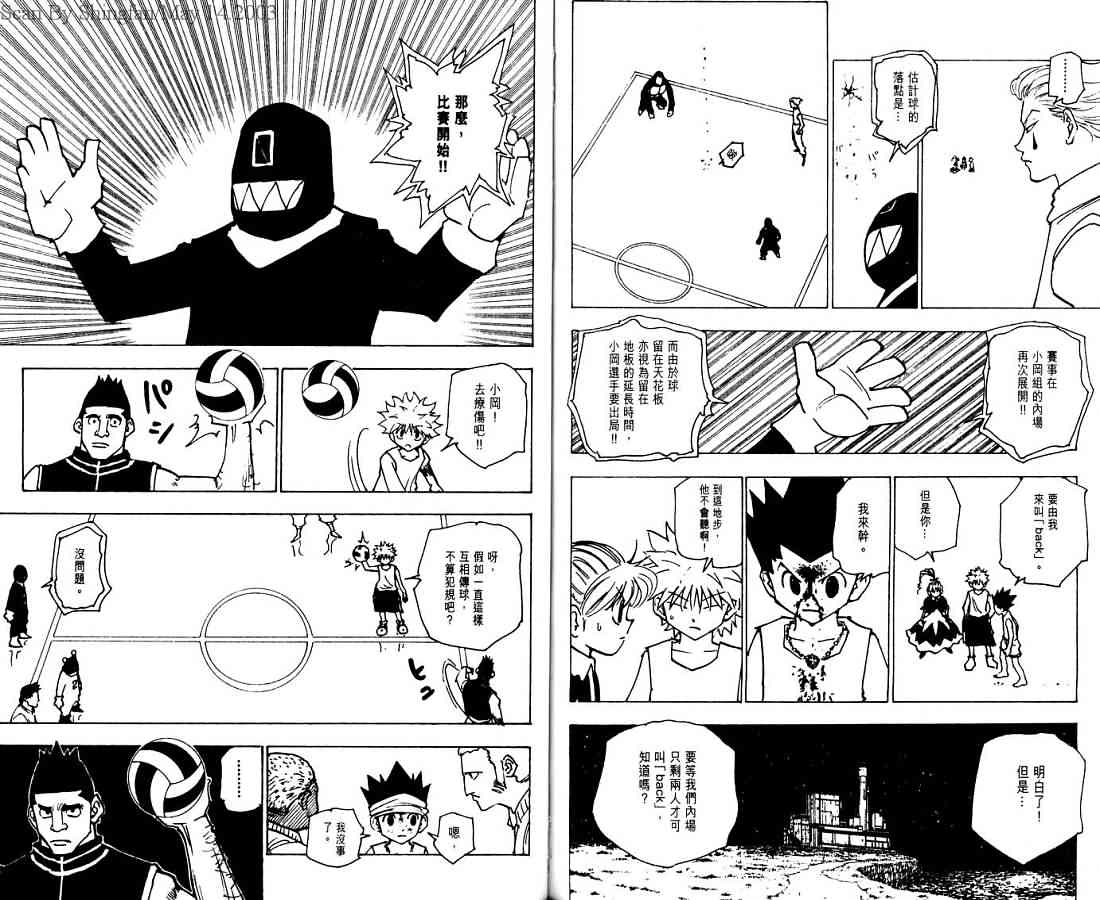 Scan By Shinglan/May 14.2003
………
估計球的
落點是…
賽事在
小岡組的內場
再次展開!!
而由於球
留在天花板
亦視為留在
地板的延長時間，
小岡選手要出局!!
要由我
來叫「back」。
但是你…
我來幹。
到這地步，
他不會聽啊！
明白了！
但是…
要等我們內場
只剩兩人才可
叫「back」，
知道嗎？
那麼，
比賽開始!!
小岡！
去療傷吧!!
パシ
呀，
假如一直這樣
互相傳球，
不算犯規吧？
沒問題。
ヒュ
嗯。
我沒事
了。
………